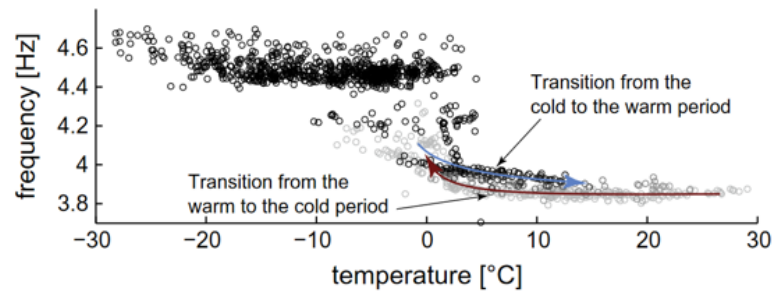 frequency [Hz]
4.6
4.4
4.2
4
3.8
Transition from the
cold to the warm period
Transition from the
warm to the cold period
−30
−20
−10
0
10
20
30
temperature [°C]